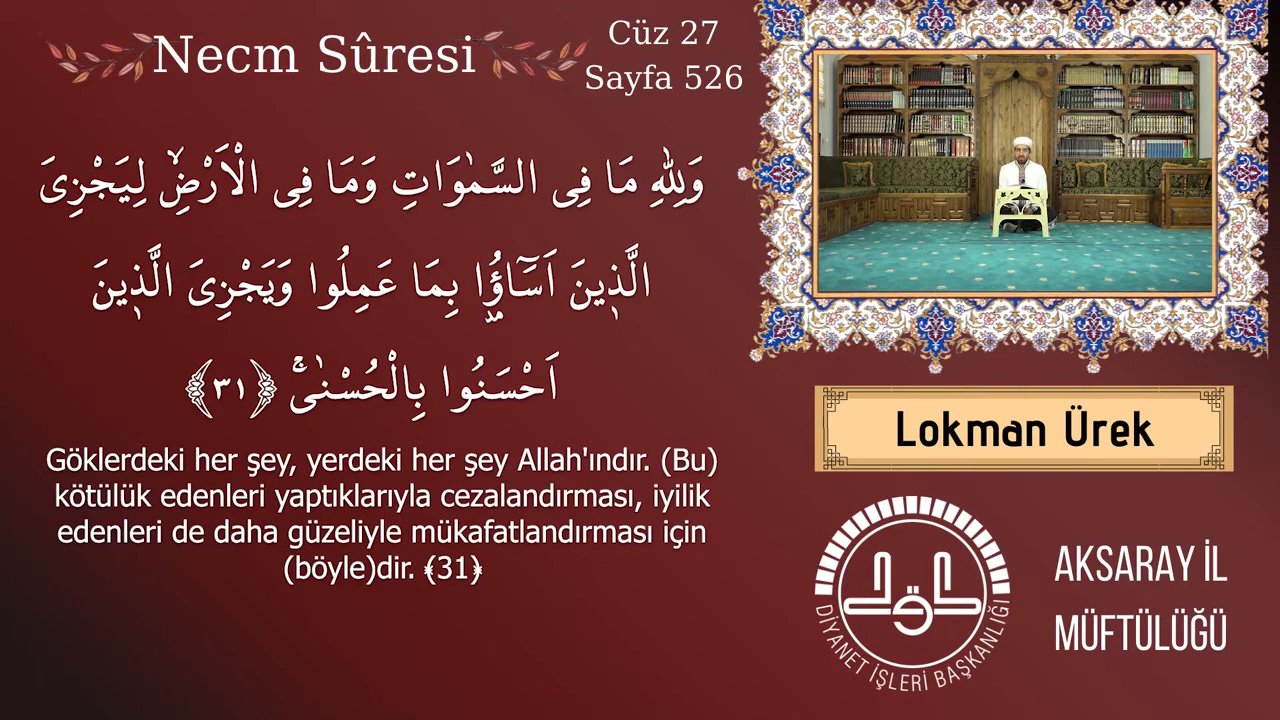 Necm Sûresi
Cüz 27
Sayfa 526
وَلِلّٰهِ مَا فِى السَّمٰوَاتِ وَمَا فِى الْاَرْضِۙ لِيَجْزِىَ
الَّذ۪ينَ اَسَٓاؤُ۫ا بِمَا عَمِلُوا وَيَجْزِىَ الَّذ۪ينَ
اَحْسَنُوا بِالْحُسْنٰىۚ ﴿٣١﴾
Göklerdeki her şey, yerdeki her şey Allah'ındır. (Bu)
kötülük edenleri yaptıklarıyla cezalandırması, iyilik
edenleri de daha güzeliyle mükafatlandırması için
(böyle)dir. ﴾31﴿
Lokman Ürek
DİYANET İŞLERİ BAŞKANLIĞI
AKSARAY İL
MÜFTÜLÜĞÜ